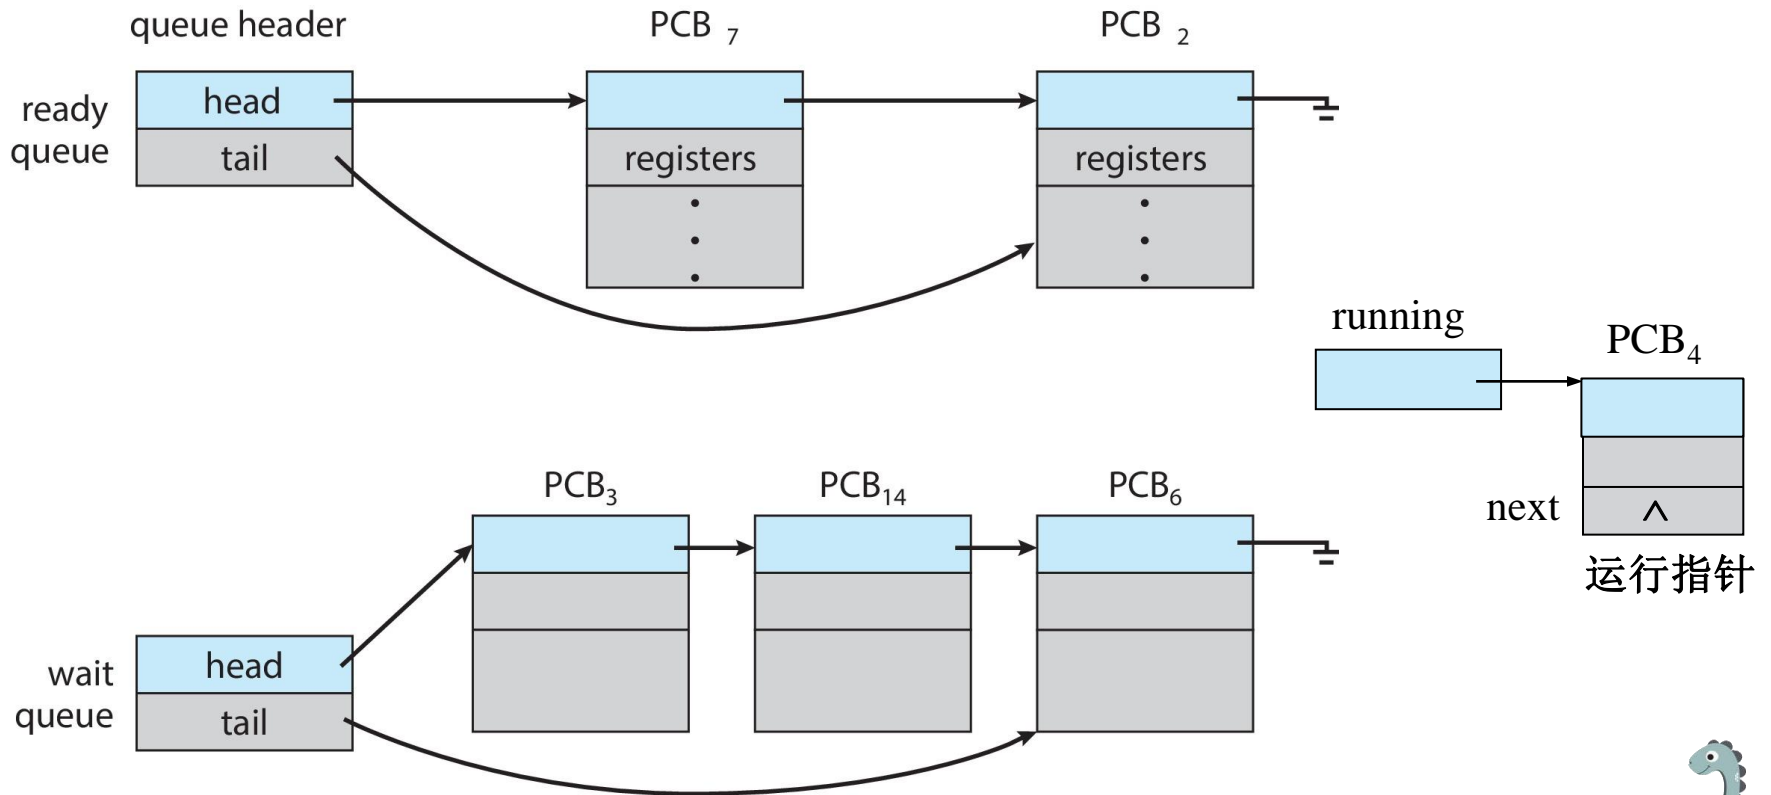 queue header
PCB 7
PCB 2
ready
queue
head
tail
registers
registers
running
PCB4
next
^
运行指针
PCB3
PCB14
PCB6
wait
queue
head
tail